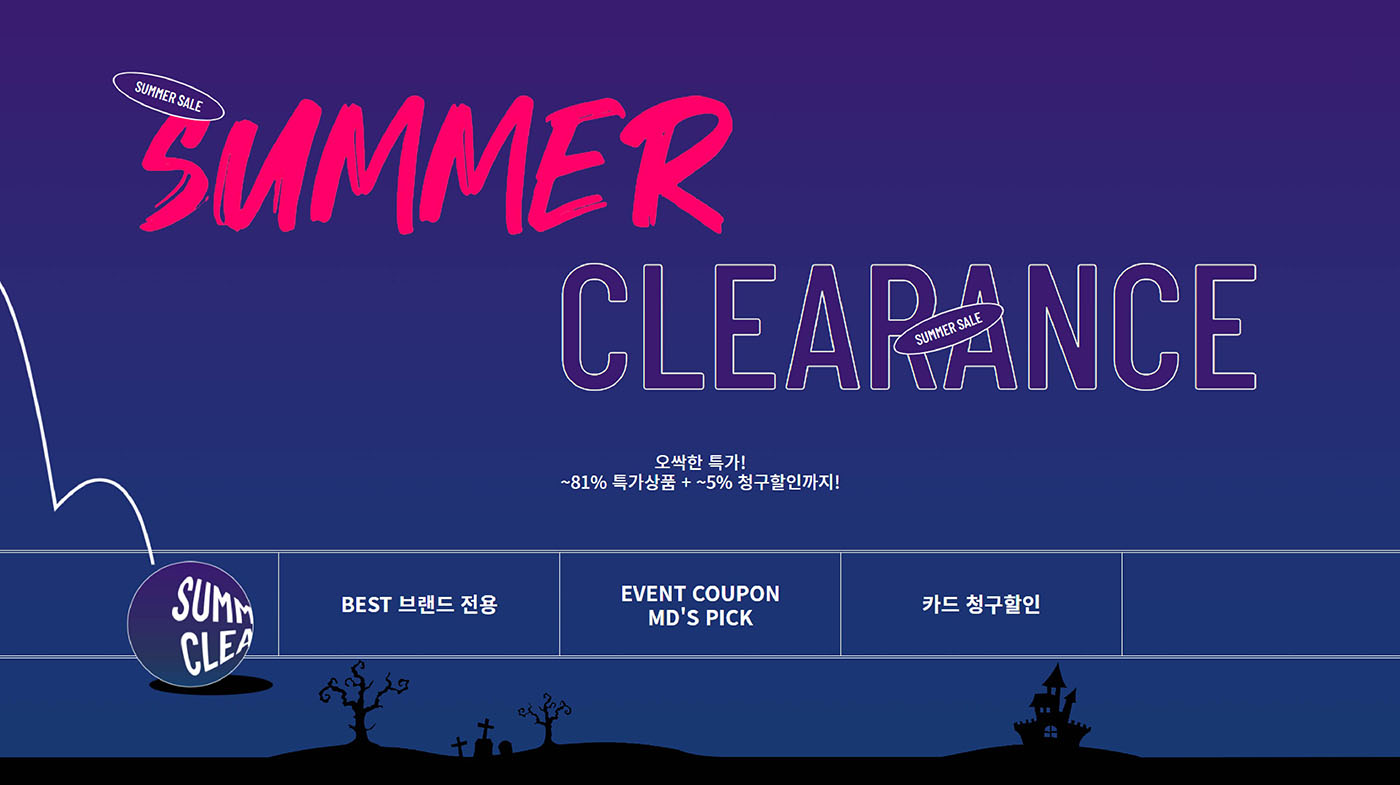 SUMMER SALE
SUMMER
CLEARANCE
SUMMER SALE
오싹한 특가!
~81% 특가상품 + ~5% 청구할인까지!
SUMM
CLEA
BEST 브랜드 전용
EVENT COUPON
MD'S PICK
카드 청구할인